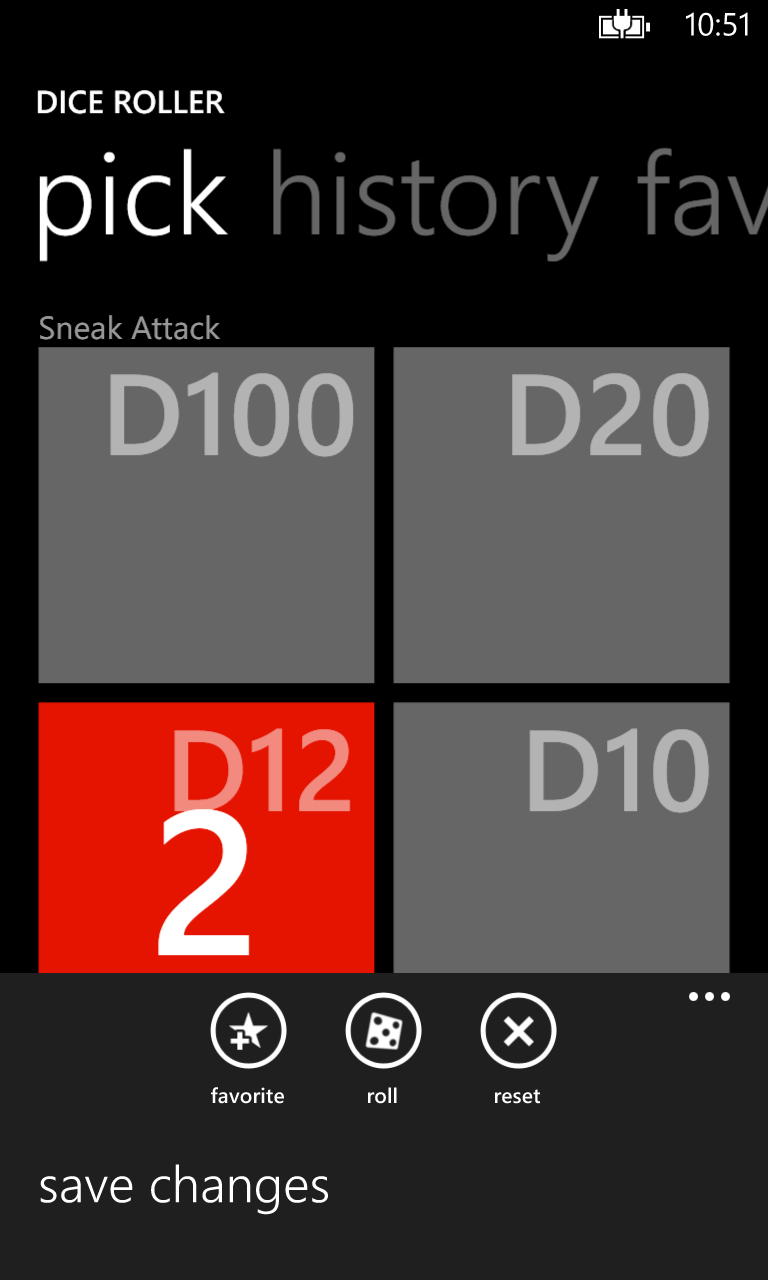 10:51
DICE ROLLER
pick history fav
Sneak Attack
D100 D20
D12 D10
2
...
favorite roll reset
save changes